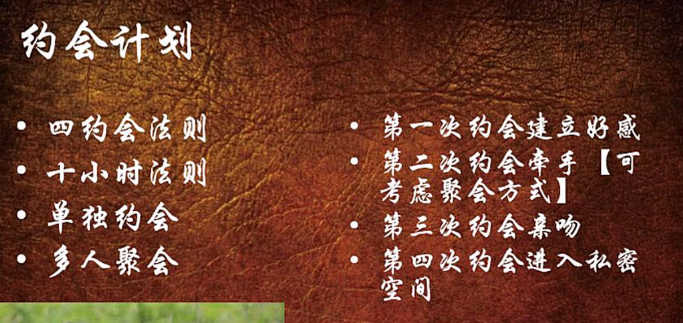 约会计划
• 四约会法则
• 十小时法则
• 单独约会
• 多人聚会
• 第一次约会建立好感
• 第二次约会牵手【可
考虑聚会方式】
• 第三次约会亲吻
• 第四次约会进入私密
空间